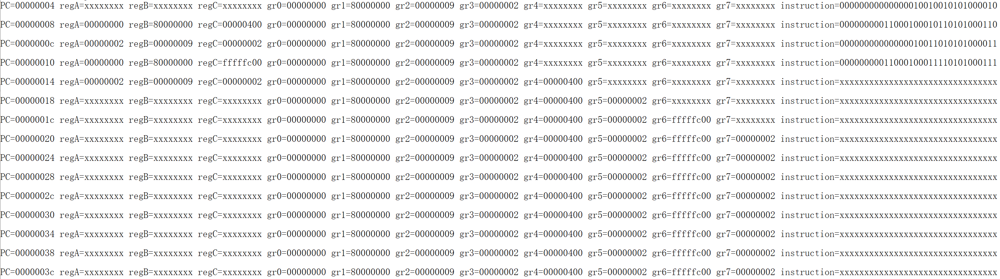 PC=00000004 regA=xxxxxxxx regB=xxxxxxxx regC=xxxxxxxx gr0=00000000 gr1=80000000 gr2=00000009 gr3=00000002 gr4=xxxxxxxx gr5=xxxxxxxx gr6=xxxxxxxx gr7=xxxxxxxx instruction=00000000000000010010010101000010
PC=00000008 regA=00000000 regB=80000000 regC=00000400 gr0=00000000 gr1=80000000 gr2=00000009 gr3=00000002 gr4=xxxxxxxx gr5=xxxxxxxx gr6=xxxxxxxx gr7=xxxxxxxx instruction=00000000011000100010110101000110
PC=0000000c regA=00000002 regB=00000009 regC=00000002 gr0=00000000 gr1=80000000 gr2=00000009 gr3=00000002 gr4=xxxxxxxx gr5=xxxxxxxx gr6=xxxxxxxx gr7=xxxxxxxx instruction=00000000000000010011010101000011
PC=00000010 regA=00000000 regB=80000000 regC=fffffc00 gr0=00000000 gr1=80000000 gr2=00000009 gr3=00000002 gr4=xxxxxxxx gr5=xxxxxxxx gr6=xxxxxxxx gr7=xxxxxxxx instruction=00000000011000100011110101000111
PC=00000014 regA=00000002 regB=00000009 regC=00000002 gr0=00000000 gr1=80000000 gr2=00000009 gr3=00000002 gr4=00000400 gr5=xxxxxxxx gr6=xxxxxxxx gr7=xxxxxxxx instruction=xxxxxxxxxxxxxxxxxxxxxxxxxxxxxxxx
PC=00000018 regA=xxxxxxxx regB=xxxxxxxx regC=xxxxxxxx gr0=00000000 gr1=80000000 gr2=00000009 gr3=00000002 gr4=00000400 gr5=00000002 gr6=xxxxxxxx gr7=xxxxxxxx instruction=xxxxxxxxxxxxxxxxxxxxxxxxxxxxxxxx
PC=0000001c regA=xxxxxxxx regB=xxxxxxxx regC=xxxxxxxx gr0=00000000 gr1=80000000 gr2=00000009 gr3=00000002 gr4=00000400 gr5=00000002 gr6=fffffc00 gr7=xxxxxxxx instruction=xxxxxxxxxxxxxxxxxxxxxxxxxxxxxxxx
PC=00000020 regA=xxxxxxxx regB=xxxxxxxx regC=xxxxxxxx gr0=00000000 gr1=80000000 gr2=00000009 gr3=00000002 gr4=00000400 gr5=00000002 gr6=fffffc00 gr7=00000002 instruction=xxxxxxxxxxxxxxxxxxxxxxxxxxxxxxxx
PC=00000024 regA=xxxxxxxx regB=xxxxxxxx regC=xxxxxxxx gr0=00000000 gr1=80000000 gr2=00000009 gr3=00000002 gr4=00000400 gr5=00000002 gr6=fffffc00 gr7=00000002 instruction=xxxxxxxxxxxxxxxxxxxxxxxxxxxxxxxx
PC=00000028 regA=xxxxxxxx regB=xxxxxxxx regC=xxxxxxxx gr0=00000000 gr1=80000000 gr2=00000009 gr3=00000002 gr4=00000400 gr5=00000002 gr6=fffffc00 gr7=00000002 instruction=xxxxxxxxxxxxxxxxxxxxxxxxxxxxxxxx
PC=0000002c regA=xxxxxxxx regB=xxxxxxxx regC=xxxxxxxx gr0=00000000 gr1=80000000 gr2=00000009 gr3=00000002 gr4=00000400 gr5=00000002 gr6=fffffc00 gr7=00000002 instruction=xxxxxxxxxxxxxxxxxxxxxxxxxxxxxxxx
PC=00000030 regA=xxxxxxxx regB=xxxxxxxx regC=xxxxxxxx gr0=00000000 gr1=80000000 gr2=00000009 gr3=00000002 gr4=00000400 gr5=00000002 gr6=fffffc00 gr7=00000002 instruction=xxxxxxxxxxxxxxxxxxxxxxxxxxxxxxxx
PC=00000034 regA=xxxxxxxx regB=xxxxxxxx regC=xxxxxxxx gr0=00000000 gr1=80000000 gr2=00000009 gr3=00000002 gr4=00000400 gr5=00000002 gr6=fffffc00 gr7=00000002 instruction=xxxxxxxxxxxxxxxxxxxxxxxxxxxxxxxx
PC=00000038 regA=xxxxxxxx regB=xxxxxxxx regC=xxxxxxxx gr0=00000000 gr1=80000000 gr2=00000009 gr3=00000002 gr4=00000400 gr5=00000002 gr6=fffffc00 gr7=00000002 instruction=xxxxxxxxxxxxxxxxxxxxxxxxxxxxxxxx
PC=0000003c regA=xxxxxxxx regB=xxxxxxxx regC=xxxxxxxx gr0=00000000 gr1=80000000 gr2=00000009 gr3=00000002 gr4=00000400 gr5=00000002 gr6=fffffc00 gr7=00000002 instruction=xxxxxxxxxxxxxxxxxxxxxxxxxxxxxxxx